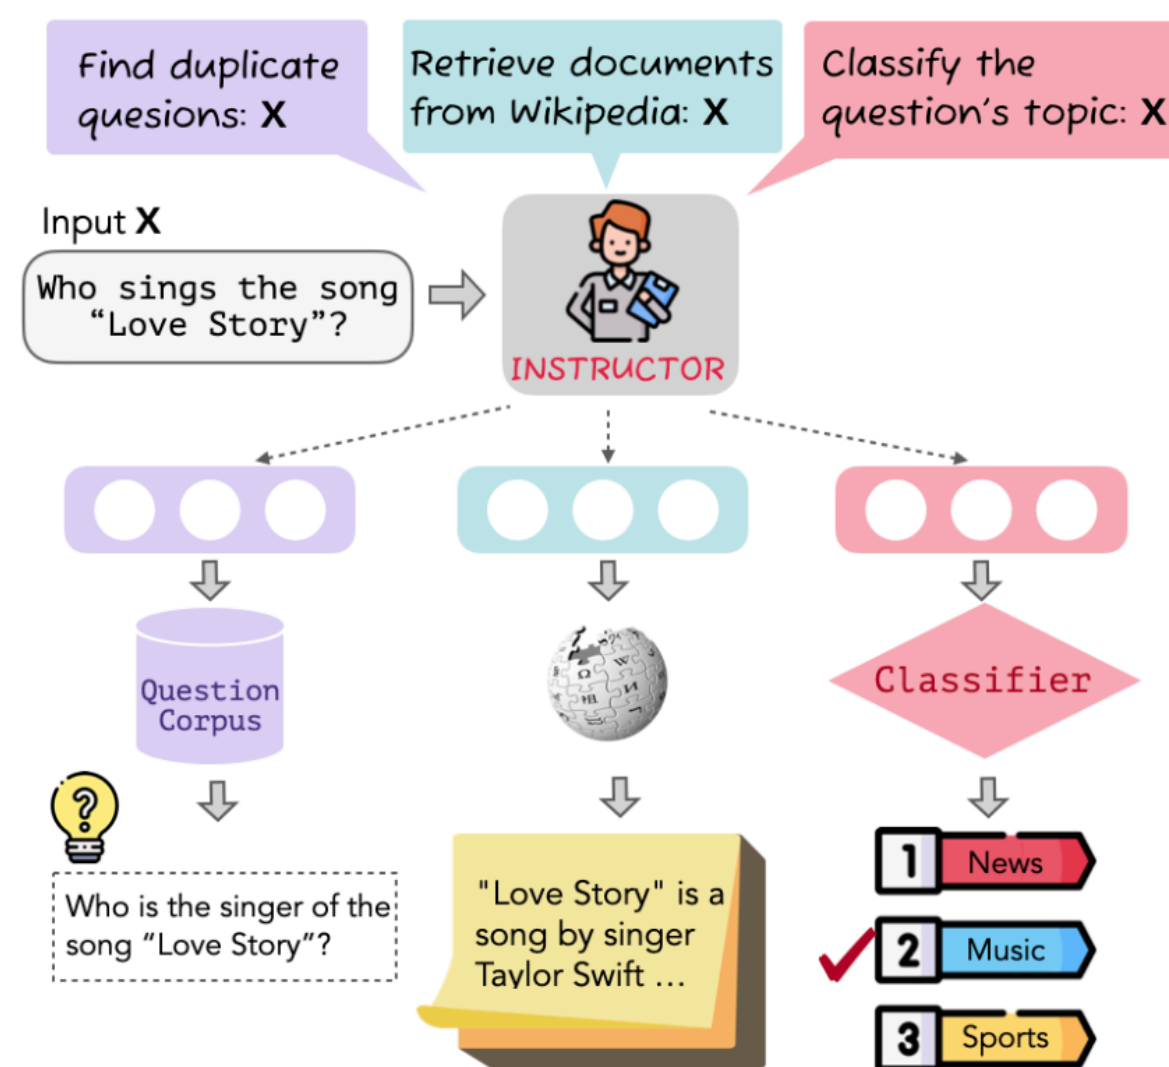 Find duplicate
quesions: X
Retrieve documents
from Wikipedia: X
Classify the
question's topic: X
Input X
Who sings the song
“Love Story”?
INSTRUCTOR
Question
Corpus
Classifier
?
Who is the singer of the
song “Love Story”?
"Love Story" is a
song by singer
Taylor Swift ...
1 News
2 Music
3 Sports